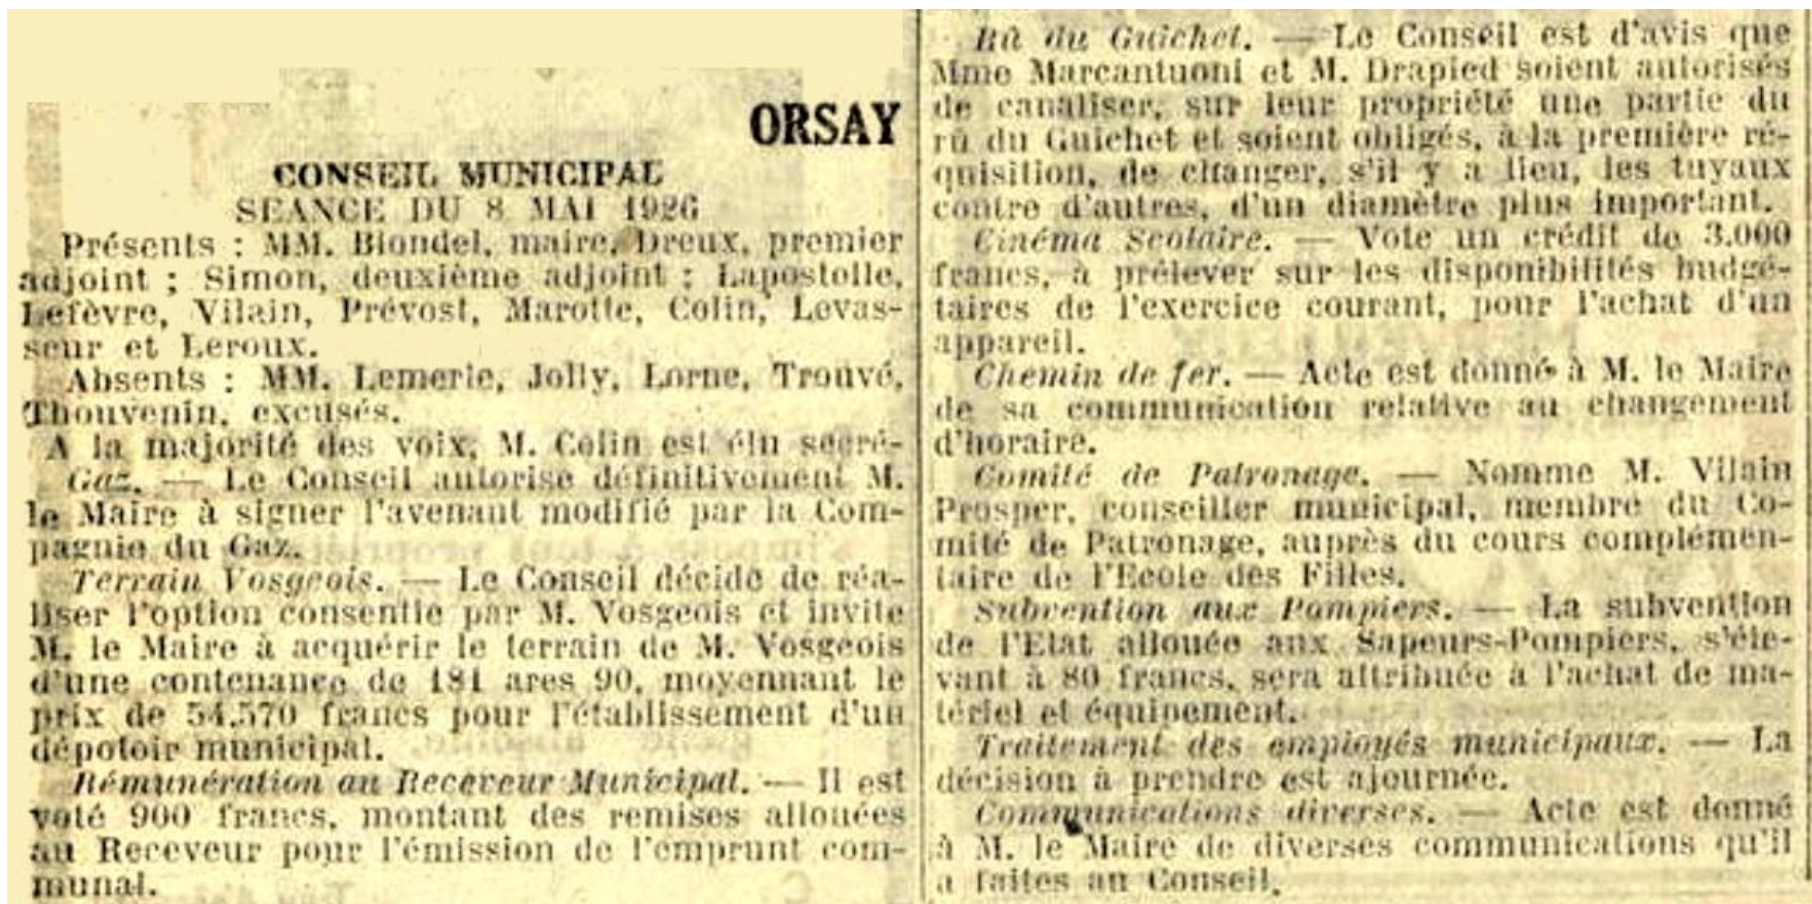 ORSAY
CONSEIL MUNICIPAL
SEANCE DU 8 MAI 1926
Présents : MM. Blondel, maire, Dreux, premier
adjoint ; Simon, deuxième adjoint ; Lapostolle,
Lefèvre, Vilain, Prévost, Marotte, Colin, Levas-
seur et Leroux.
Absents : MM. Lemerle, Jolly, Lorne, Trouvé,
Thouvenin, excusés.
A la majorité des voix, M. Colin est élu secré-
Gaz. — Le Conseil autorise définitivement M.
le Maire à signer l'avenant modifié par la Com-
pagnie du Gaz.
Terrain Vosgeois. — Le Conseil décide de réa-
liser l'option consentie par M. Vosgeois et invite
M. le Maire à acquérir le terrain de M. Vosgeois
d'une contenance de 181 ares 90, moyennant le
prix de 54.570 francs pour l'établissement d'un
dépotoir municipal.
Rémunération au Receveur Municipal. — Il est
voté 900 francs, montant des remises allouées
au Receveur pour l'émission de l'emprunt com-
munal.
Rû du Guichet. — Le Conseil est d'avis que
Mme Marcantuoni et M. Drapied soient autorisés
de canaliser, sur leur propriété une partie du
rû du Guichet et soient obligés, à la première ré-
quisition, de changer, s'il y a lieu, les tuyaux
contre d'autres, d'un diamètre plus important.
Cinéma Scolaire. — Vote un crédit de 3.000
francs, à prélever sur les disponibilités budgé-
taires de l'exercice courant, pour l'achat d'un
appareil.
Chemin de fer. — Acte est donné à M. le Maire
de sa communication relative au changement
d'horaire.
Comité de Patronage. — Nomme M. Vilain
Prosper, conseiller municipal, membre du Co-
mité de Patronage, auprès du cours complémen-
taire de l'Ecole des Filles.
Subvention aux Pompiers. — La subvention
de l'Etat allouée aux Sapeurs-Pompiers, s'éle-
vant à 80 francs, sera attribuée à l'achat de ma-
tériel et équipement.
Traitement des employés municipaux. — La
décision à prendre est ajournée.
Communications diverses. — Acte est donné
à M. le Maire de diverses communications qu'il
a faites au Conseil.